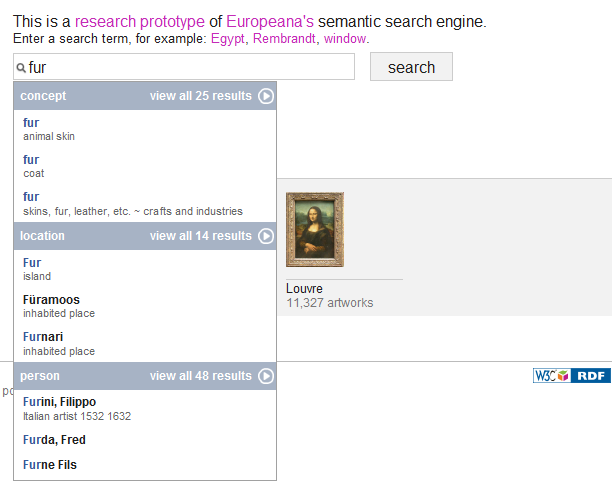 This is a research prototype of Europeana's semantic search engine.
Enter a search term, for example: Egypt, Rembrandt, window.
fur
search
concept view all 25 results
fur
animal skin
fur
coat
fur
skins, fur, leather, etc. ~ crafts and industries
location view all 14 results
Fur
island
Füramoos
inhabited place
Furnari
inhabited place
person view all 48 results
Furini, Filippo
Italian artist 1532 1632
Furda, Fred
Furne Fils
Louvre
11,327 artworks
W3C RDF